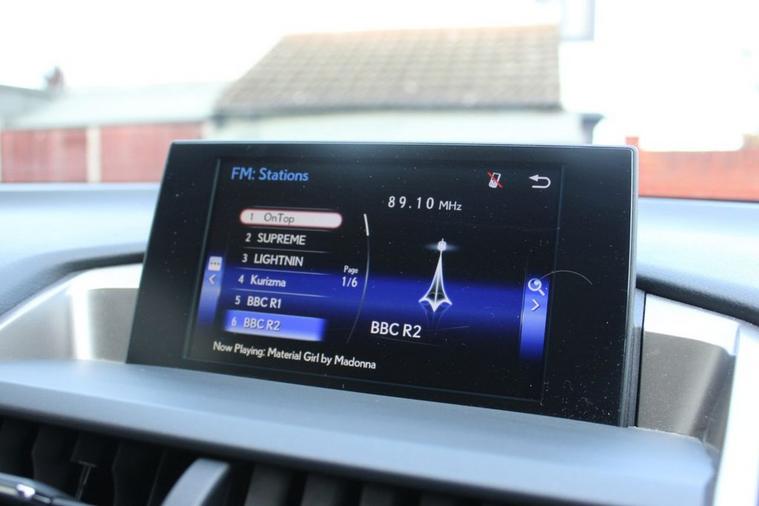 FM: Stations
89.10 MHz
1 OnTop
2 SUPREME
3 LIGHTNIN
4 Kurizma
5 BBC R1
6 BBC R2
Page
1/6
BBC R2
Now Playing: Material Girl by Madonna